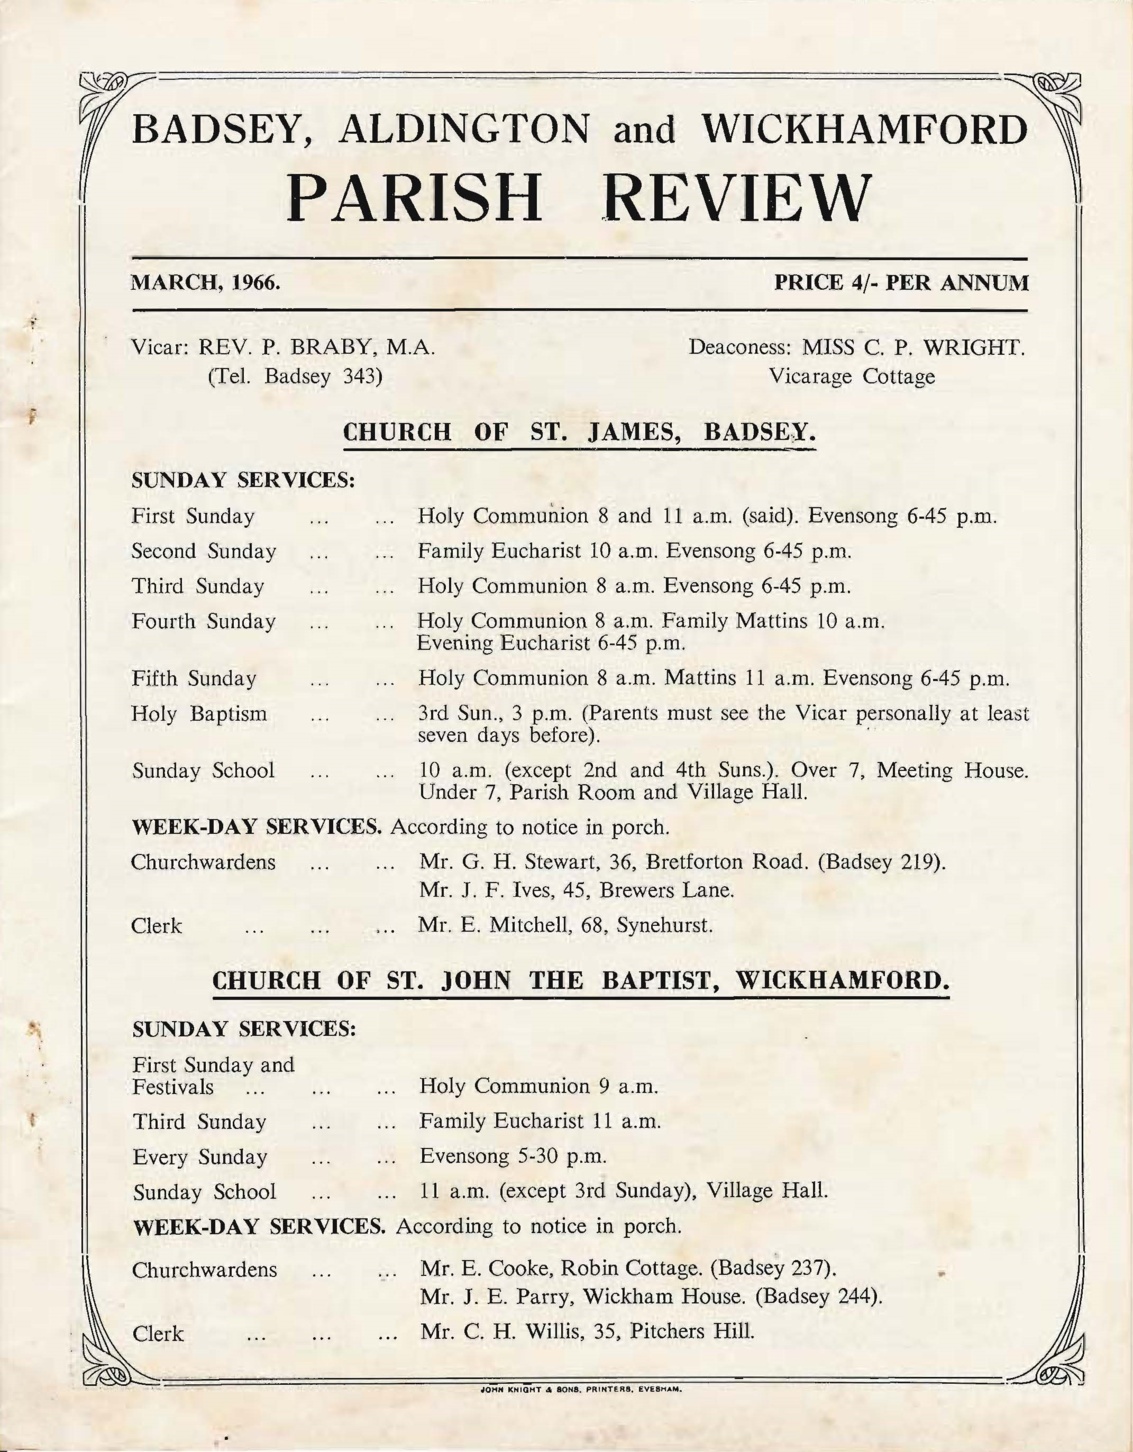 BADSEY, ALDINGTON and WICKHAMFORD
PARISH REVIEW
MARCH, 1966. PRICE 4/- PER ANNUM
Vicar: REV. P. BRABY, M.A. Deaconess: MISS C. P. WRIGHT.
(Tel. Badsey 343) Vicarage Cottage
CHURCH OF ST. JAMES, BADSEY.
SUNDAY SERVICES:
First Sunday ... ... Holy Communion 8 and 11 a.m. (said). Evensong 6-45 p.m.
Second Sunday ... ... Family Eucharist 10 a.m. Evensong 6-45 p.m.
Third Sunday ... ... Holy Communion 8 a.m. Evensong 6-45 p.m.
Fourth Sunday ... ... Holy Communion 8 a.m. Family Mattins 10 a.m.
Evening Eucharist 6-45 p.m.
Fifth Sunday ... ... Holy Communion 8 a.m. Mattins 11 a.m. Evensong 6-45 p.m.
Holy Baptism ... ... 3rd Sun., 3 p.m. (Parents must see the Vicar personally at least
seven days before).
Sunday School ... ... 10 a.m. (except 2nd and 4th Suns.). Over 7, Meeting House.
Under 7, Parish Room and Village Hall.
WEEK-DAY SERVICES. According to notice in porch.
Churchwardens ... ... Mr. G. H. Stewart, 36, Bretforton Road. (Badsey 219).
Mr. J. F. Ives, 45, Brewers Lane.
Clerk ... ... ... Mr. E. Mitchell, 68, Synehurst.
CHURCH OF ST. JOHN THE BAPTIST, WICKHAMFORD.
SUNDAY SERVICES:
First Sunday and
Festivals ... ... ... Holy Communion 9 a.m.
Third Sunday ... ... Family Eucharist 11 a.m.
Every Sunday ... ... Evensong 5-30 p.m.
Sunday School ... ... 11 a.m. (except 3rd Sunday), Village Hall.
WEEK-DAY SERVICES. According to notice in porch.
Churchwardens ... ... Mr. E. Cooke, Robin Cottage. (Badsey 237).
Mr. J. E. Parry, Wickham House. (Badsey 244).
Clerk ... ... ... Mr. C. H. Willis, 35, Pitchers Hill.
JOHN KNIGHT & SONS, PRINTERS, EVESHAM.